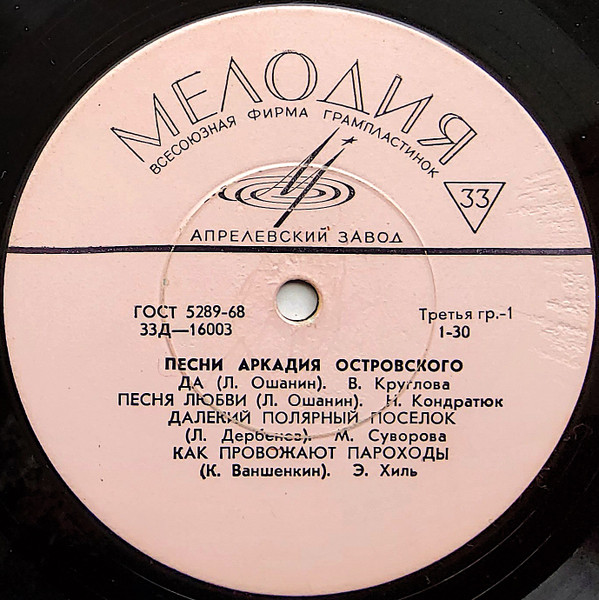 МЕЛОДИЯ
ВСЕСОЮЗНАЯ ФИРМА ГРАМПЛАСТИНОК
33
АПРЕЛЕВСКИЙ ЗАВОД
ГОСТ 5289-68 Третья гр.-1
33Д—16003 1-30
ПЕСНИ АРКАДИЯ ОСТРОВСКОГО
ДА (Л. Ошанин). В. Круглова
ПЕСНЯ ЛЮБВИ (Л. Ошанин). Н. Кондратюк
ДАЛЕКИЙ ПОЛЯРНЫЙ ПОСЕЛОК
(Л. Дербенев). М. Суворова
КАК ПРОВОЖАЮТ ПАРОХОДЫ
(К. Ваншенкин). Э. Хиль